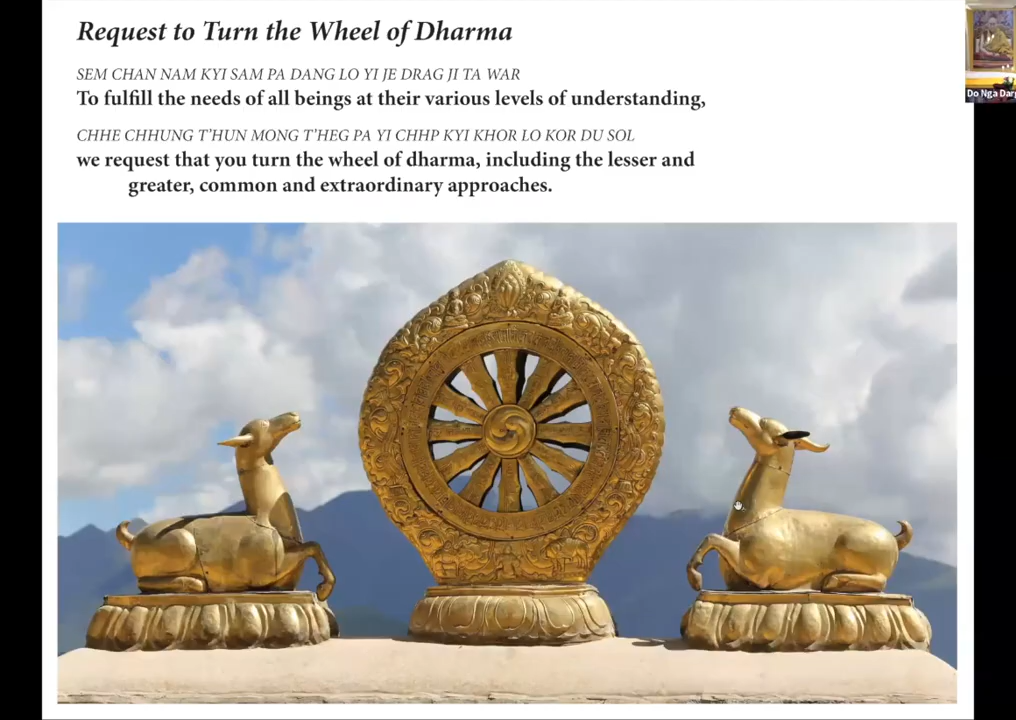 Request to Turn the Wheel of Dharma
SEM CHAN NAM KYI SAM PA DANG LO YI JE DRAG JI TA WAR
To fulfill the needs of all beings at their various levels of understanding,
CHHE CHHUNG T'HUN MONG T'HEG PA YI CHHP KYI KHOR LO KOR DU SOL
we request that you turn the wheel of dharma, including the lesser and
greater, common and extraordinary approaches.
Do Nga Dar